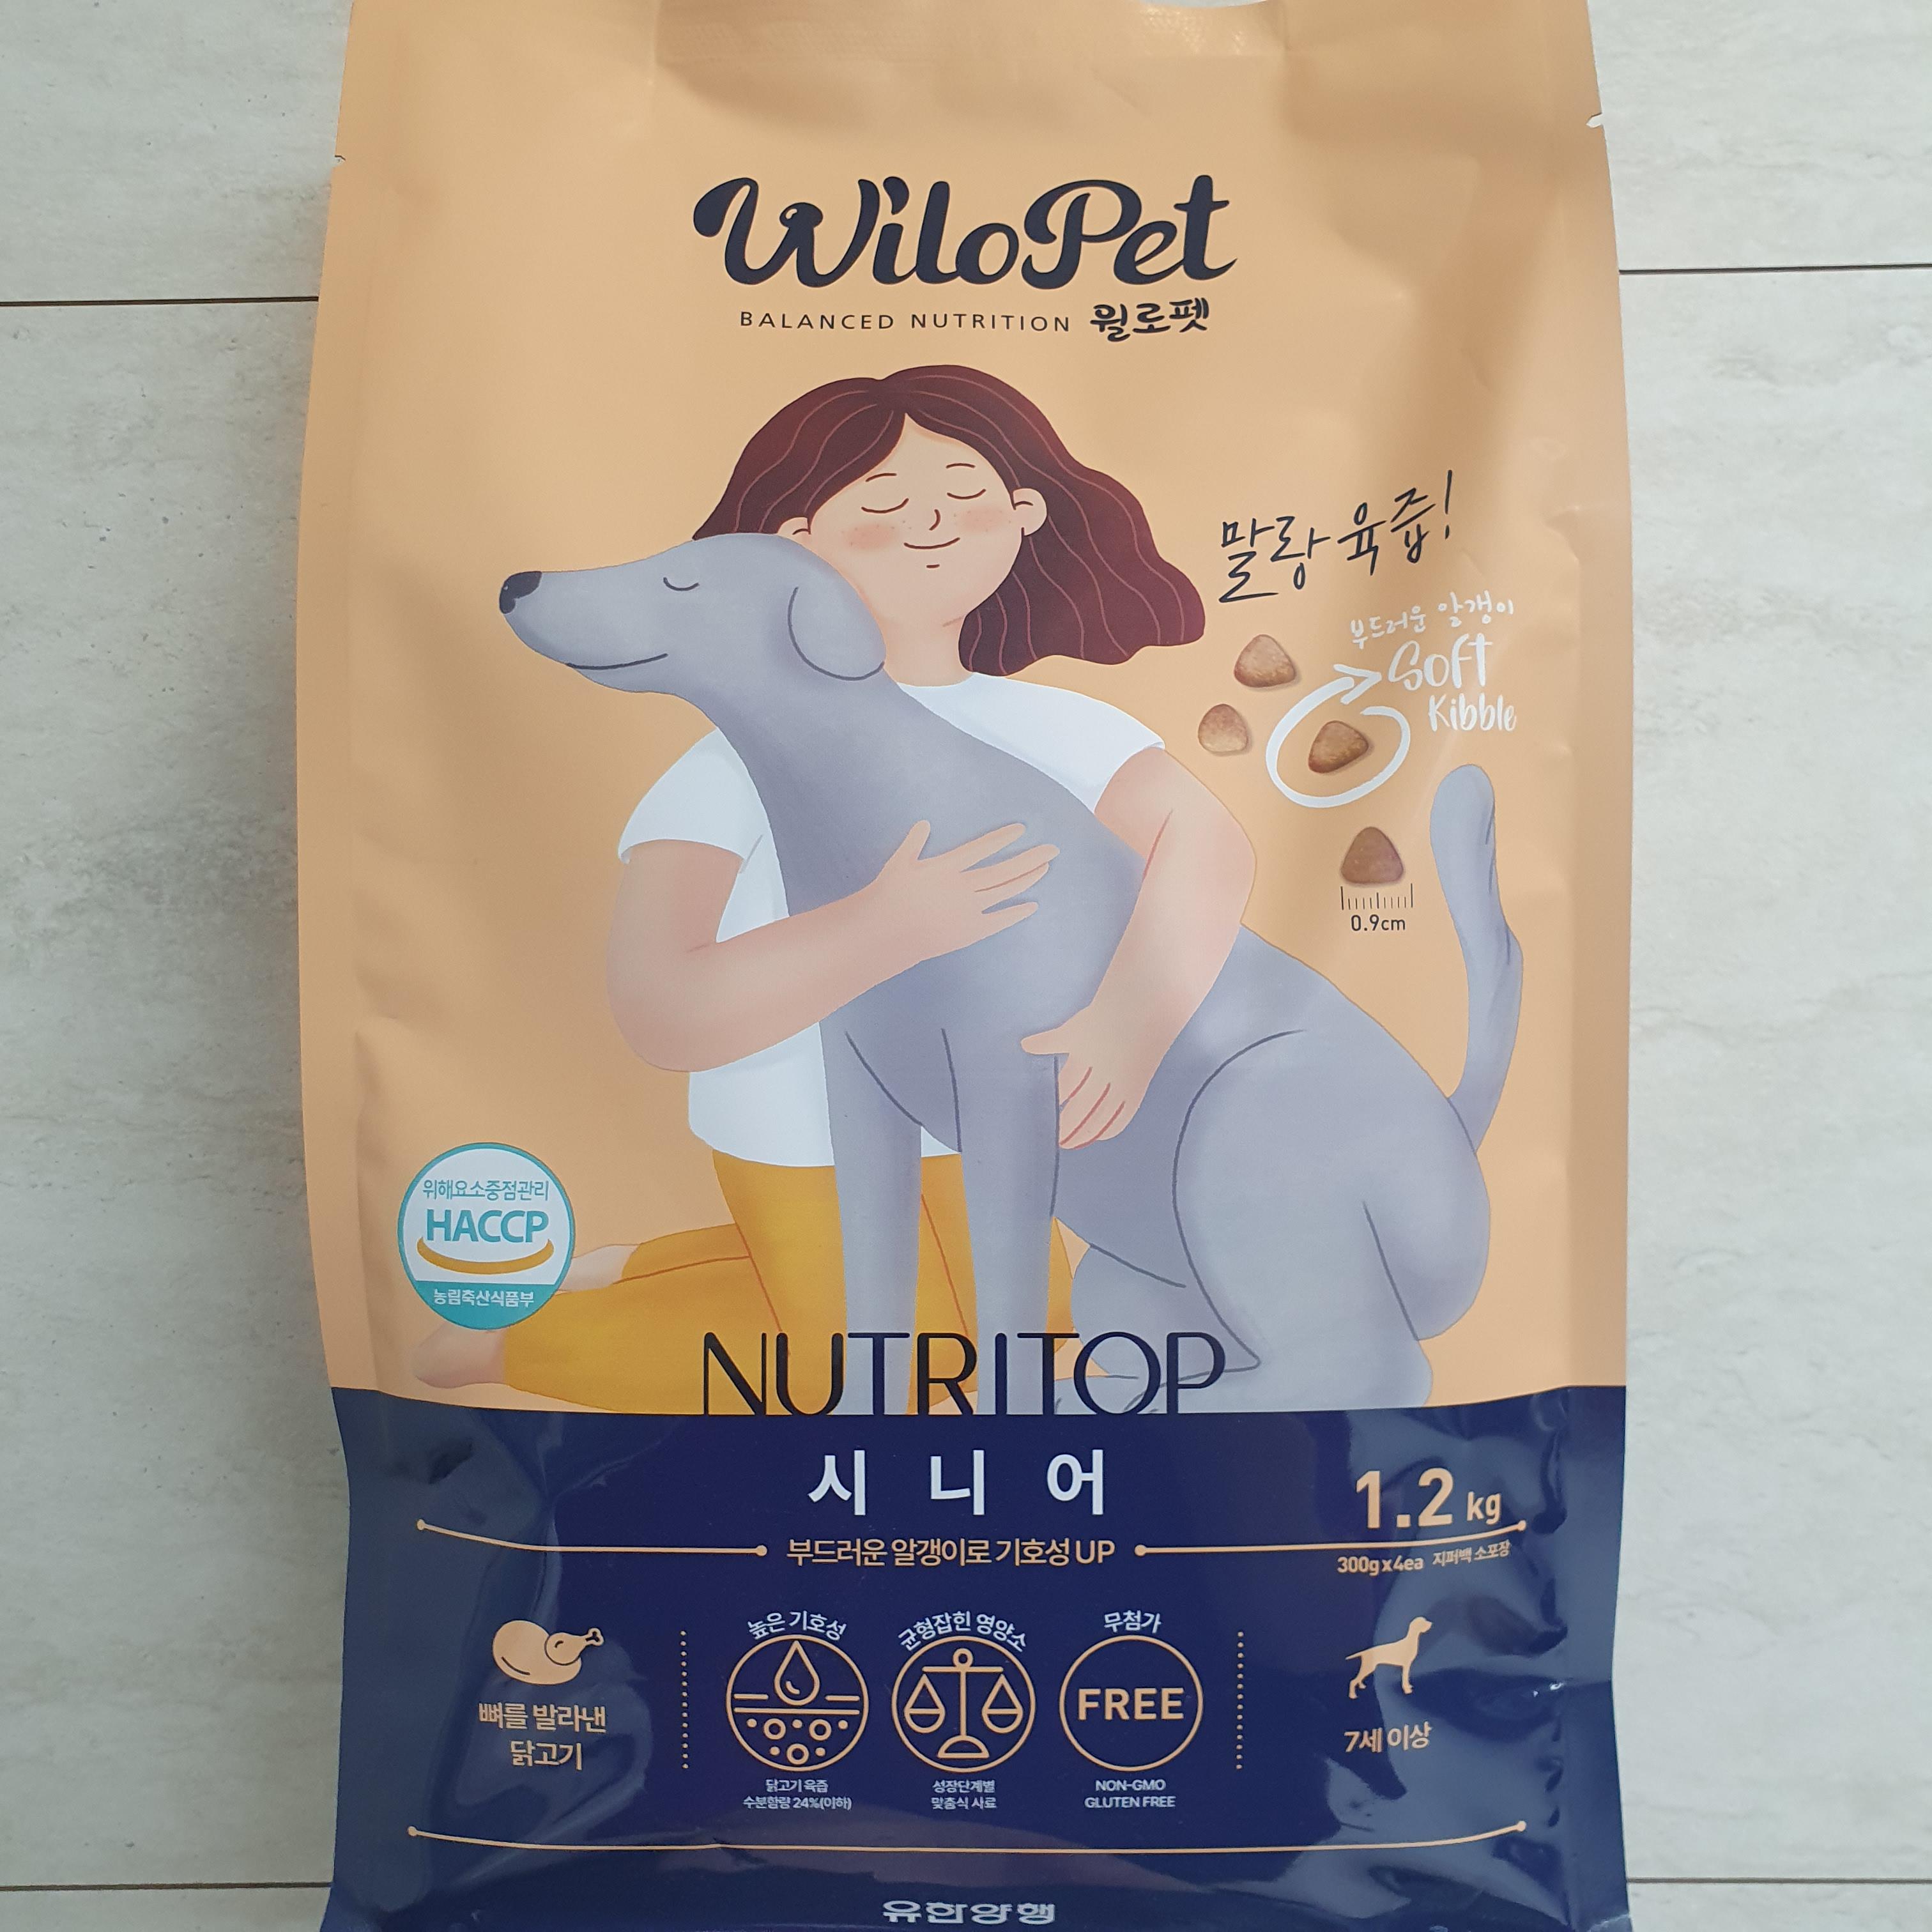 WiloPet
BALANCED NUTRITION 윌로펫
말랑 육즙!
부드러운 알갱이
Soft
Kibble
0.9cm
위해요소중점관리
HACCP
농림축산식품부
NUTRITOP
시니어
1.2 kg
부드러운 알갱이로 기호성 UP
300g x 4ea 지퍼백 소포장
뼈를 발라낸
닭고기
높은 기호성
닭고기 육즙
수분함량 24%(이하)
균형잡힌 영양소
성장단계별
맞춤식 사료
무첨가
FREE
NON-GMO
GLUTEN FREE
7세 이상
유한양행